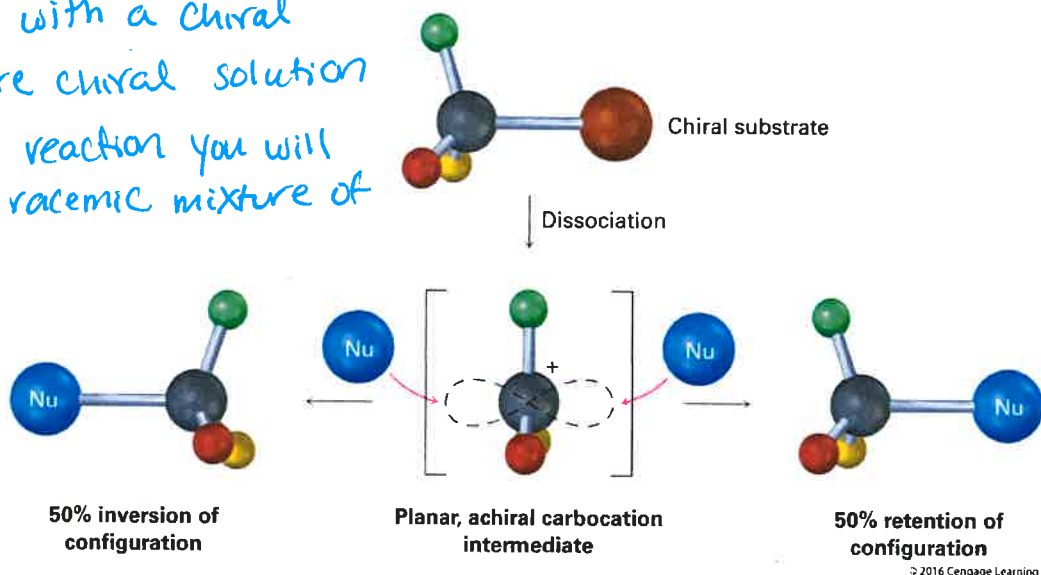 with a chiral
re chiral solution
reaction you will
racemic mixture of
Chiral substrate
Dissociation
Nu
+
Nu
Nu
Nu
50% inversion of
configuration
Planar, achiral carbocation
intermediate
50% retention of
configuration
© 2016 Cengage Learning